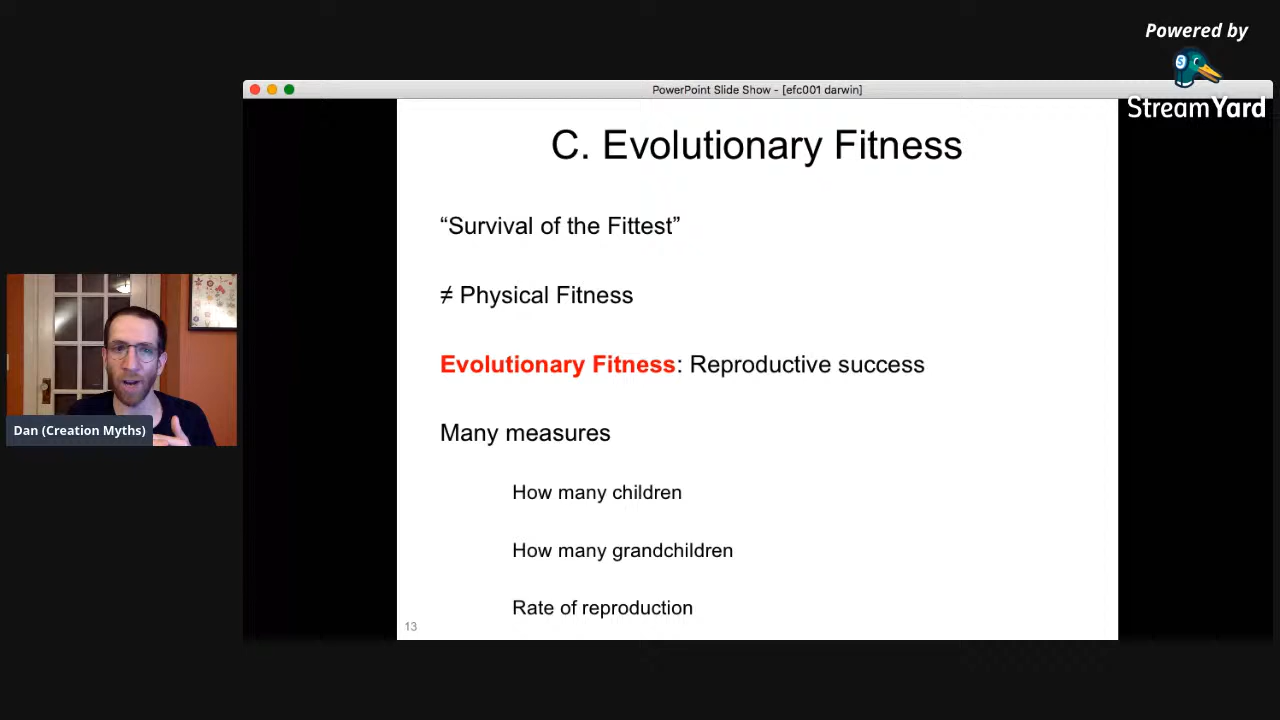 Powered by
StreamYard
PowerPoint Slide Show - [efc001 darwin]
C. Evolutionary Fitness
“Survival of the Fittest”
≠ Physical Fitness
Evolutionary Fitness: Reproductive success
Many measures
How many children
How many grandchildren
Rate of reproduction
13
Dan (Creation Myths)